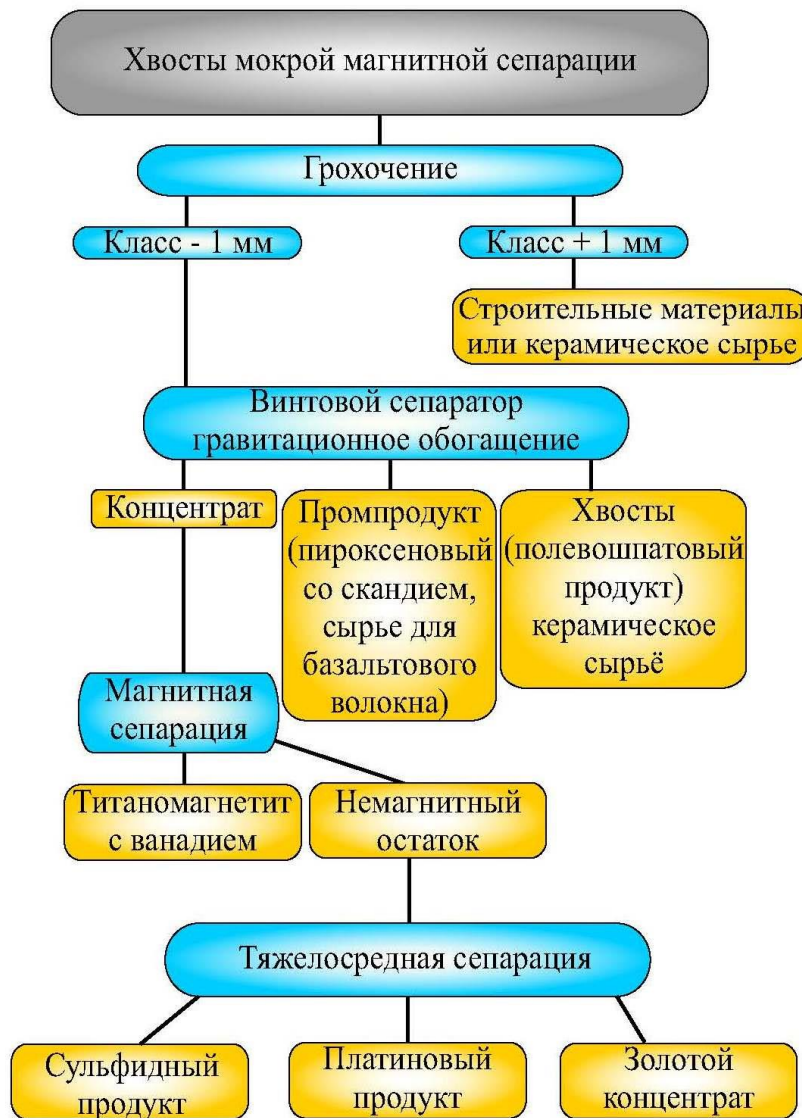 Хвосты мокрой магнитной сепарации
Грохочение
Класс - 1 мм
Класс + 1 мм
Строительные материалы
или керамическое сырье
Винтовой сепаратор
гравитационное обогащение
Концентрат
Промпродукт
(пироксеновый
со скандием,
сырье для
базальтового
волокна)
Хвосты
(полевошпатовый
продукт)
керамическое
сырьё
Магнитная
сепарация
Титаномагнетит
с ванадием
Немагнитный
остаток
Тяжелосредная сепарация
Сульфидный
продукт
Платиновый
продукт
Золотой
концентрат